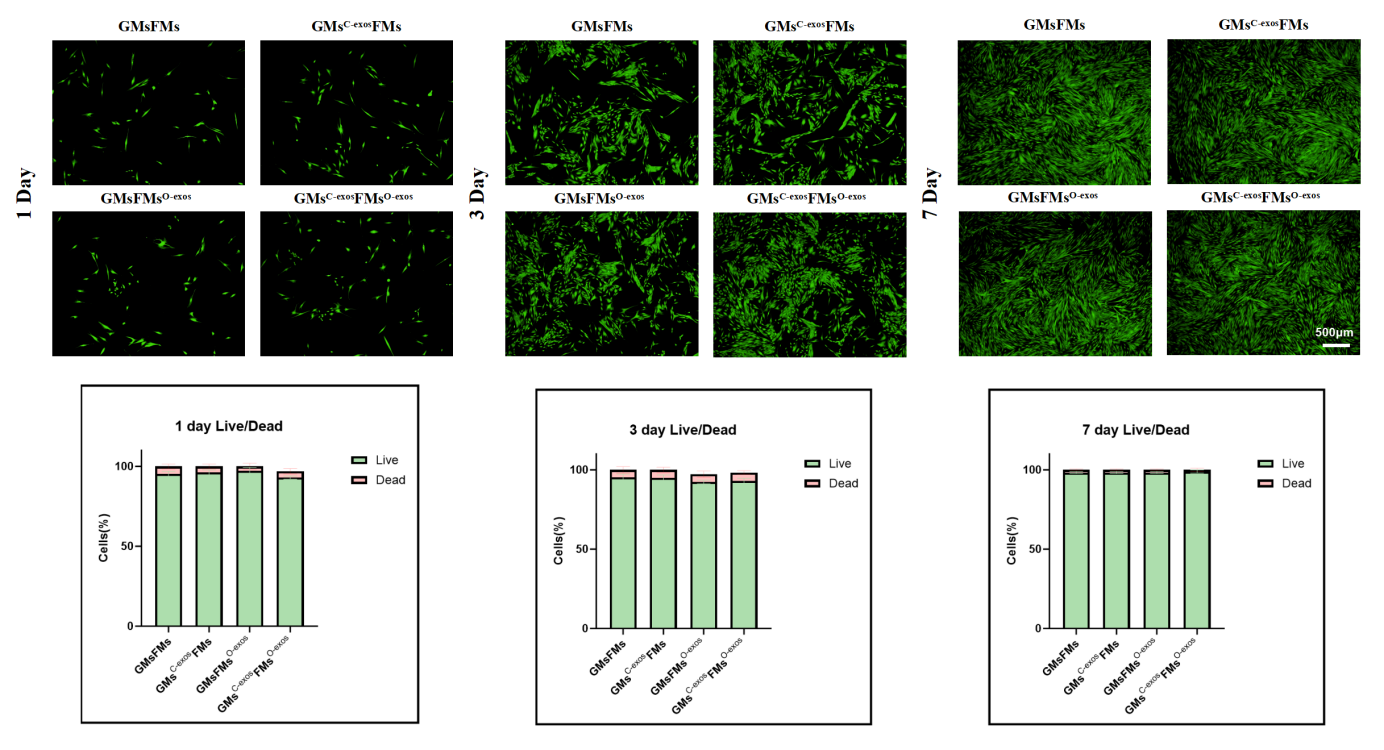 GMsFMs
GMsC-exosFMs
GMsFMs
GMsC-exosFMs
GMsFMs
GMsC-exosFMs
1 Day
3 Day
7 Day
GMsFMsO-exos
GMsC-exosFMsO-exos
GMsFMsO-exos
GMsC-exosFMsO-exos
GMsFMsO-exos
GMsC-exosFMsO-exos
500μm
1 day Live/Dead
Cells(%)
100
50
0
Live
Dead
GMsFMs
GMsC-exosFMs
GMsFMsO-exos
GMsC-exosFMsO-exos
3 day Live/Dead
Cells(%)
100
50
0
Live
Dead
GMsFMs
GMsC-exosFMs
GMsFMsO-exos
GMsC-exosFMsO-exos
7 day Live/Dead
Cells(%)
100
50
0
Live
Dead
GMsFMs
GMsC-exosFMs
GMsFMsO-exos
GMsC-exosFMsO-exos